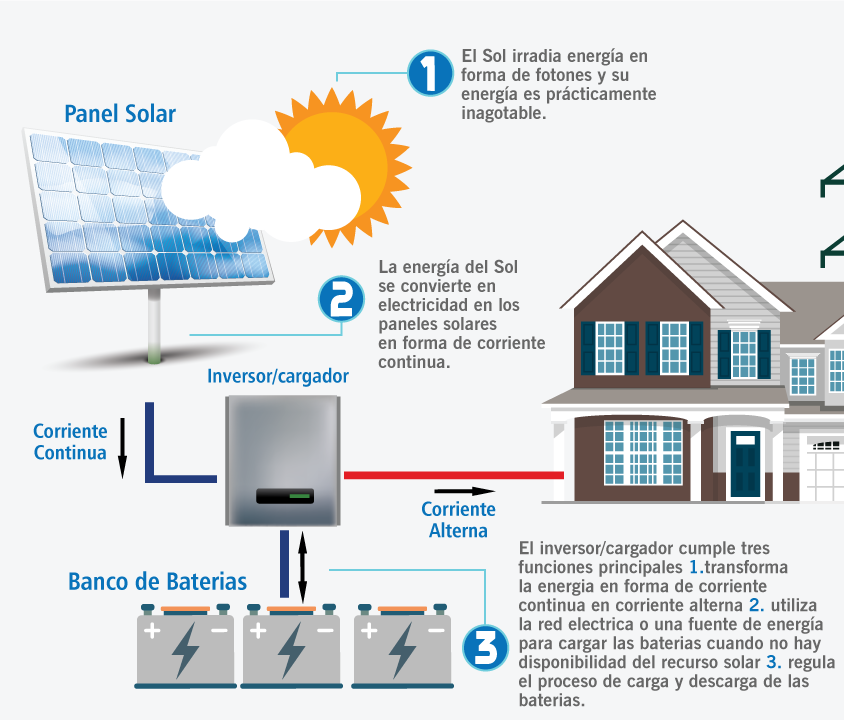 1
El Sol irradia energía en
forma de fotones y su
energía es prácticamente
inagotable.
Panel Solar
2
La energía del Sol
se convierte en
electricidad en los
paneles solares
en forma de corriente
continua.
Inversor/cargador
Corriente
Continua
Corriente
Alterna
Banco de Baterias
3
El inversor/cargador cumple tres
funciones principales 1.transforma
la energia en forma de corriente
continua en corriente alterna 2. utiliza
la red electrica o una fuente de energía
para cargar las baterias cuando no hay
disponibilidad del recurso solar 3. regula
el proceso de carga y descarga de las
baterias.
+ −
+ −
+ −